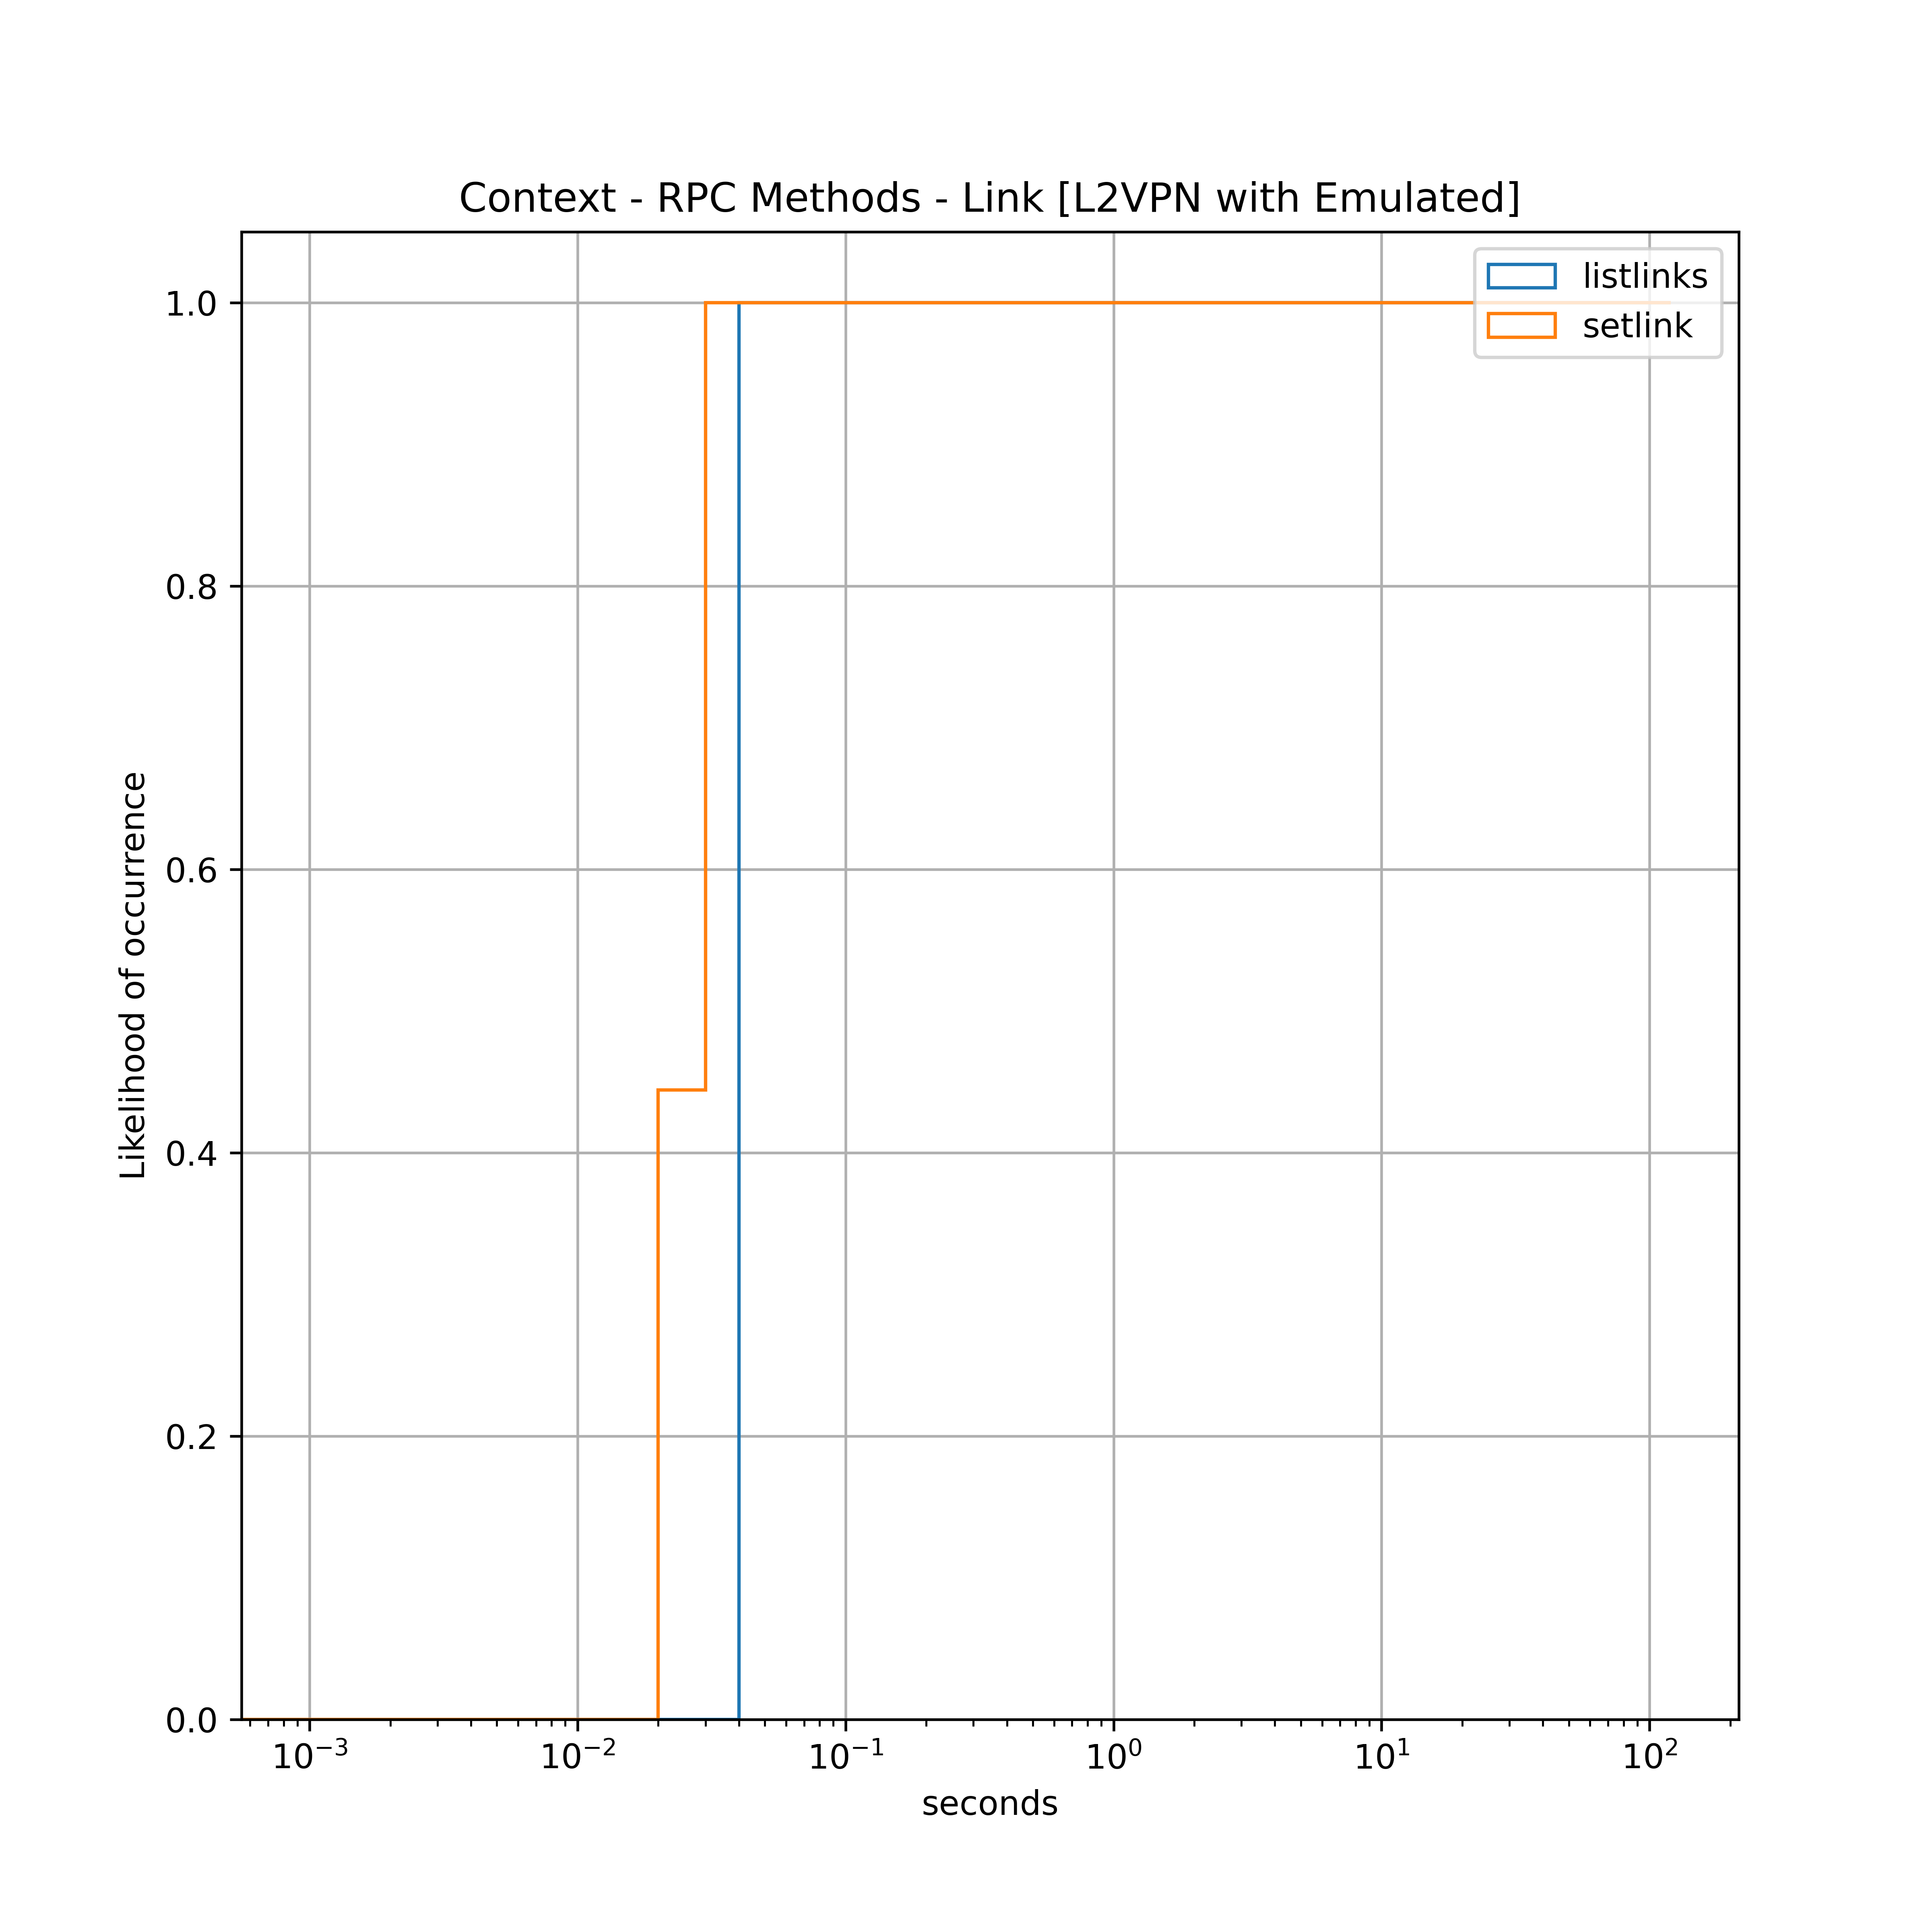 Context - RPC Methods - Link [L2VPN with Emulated]
listlinks
setlink
1.0
0.8
0.6
0.4
0.2
0.0
Likelihood of occurrence
10⁻³ 10⁻² 10⁻¹ 10⁰ 10¹ 10²
seconds